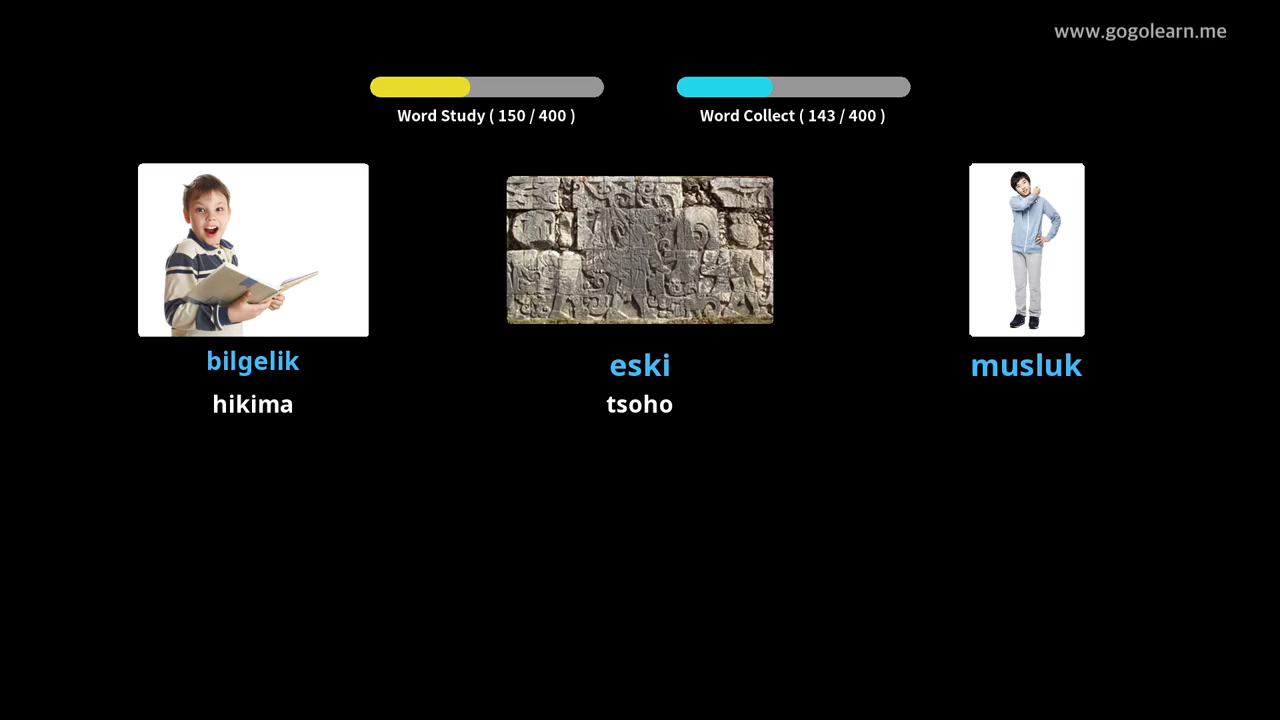 www.gogolearn.me
Word Study ( 150 / 400 )
Word Collect ( 143 / 400 )
bilgelik
eski
musluk
hikima
tsoho